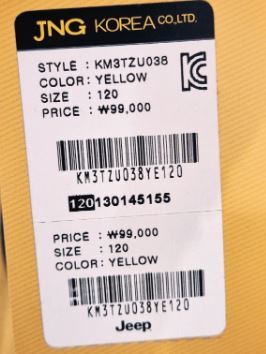 JNG KOREA CO.,LTD.
STYLE : KM3TZU038
COLOR : YELLOW
SIZE : 120
PRICE : ₩99,000
KM3TZU038YE120
120130145155
PRICE : ₩99,000
SIZE : 120
COLOR: YELLOW
KM3TZU038YE120
Jeep